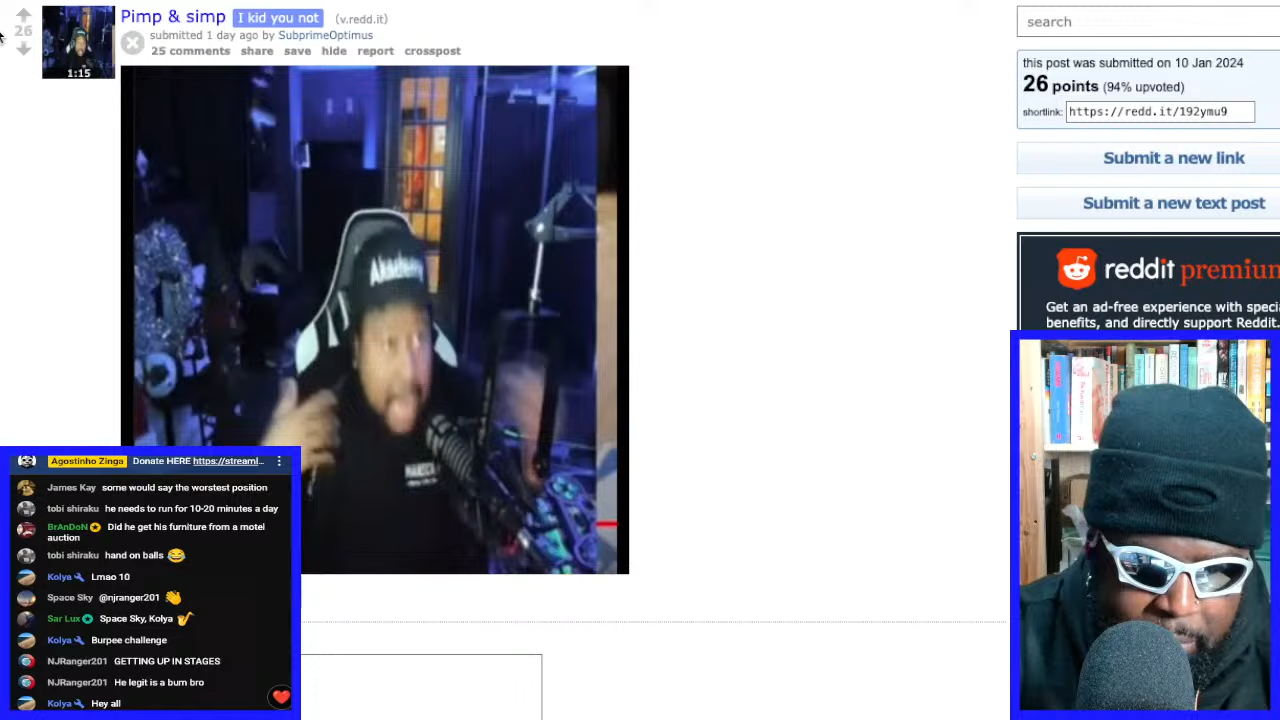 26
1:15
Pimp & simp I kid you not (v.redd.it)
submitted 1 day ago by SubprimeOptimus
25 comments share save hide report crosspost
search
this post was submitted on 10 Jan 2024
26 points (94% upvoted)
shortlink: https://redd.it/192ymu9
Submit a new link
Submit a new text post
reddit premium
Get an ad-free experience with speci
benefits, and directly support Reddit.
Agostinho Zinga Donate HERE https://streaml...
James Kay some would say the worstest position
tobi shiraku he needs to run for 10-20 minutes a day
BrAnDoN Did he get his furniture from a motel
auction
tobi shiraku hand on balls
Kolya Lmao 10
Space Sky @njranger201
Sar Lux Space Sky, Kolya
Kolya Burpee challenge
NJRanger201 GETTING UP IN STAGES
NJRanger201 He legit is a bum bro
Kolya Hey all